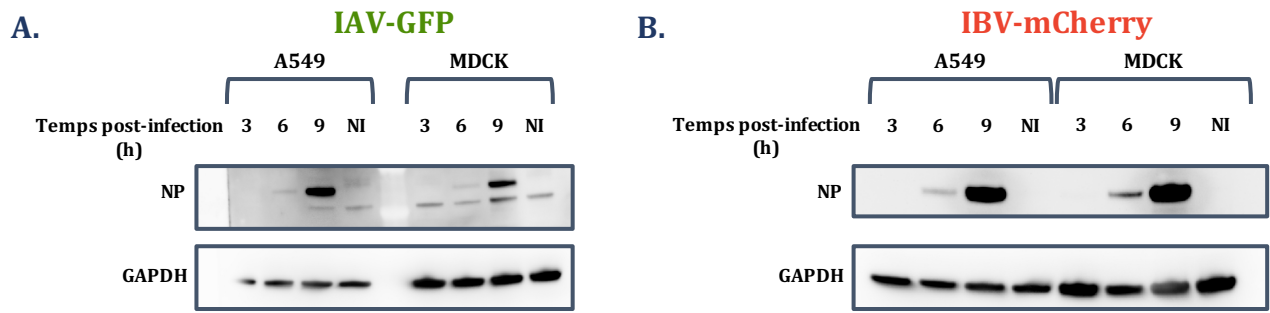 A.
IAV-GFP
A549 MDCK
Temps post-infection 3 6 9 NI 3 6 9 NI
(h)
NP
GAPDH
B.
IBV-mCherry
A549 MDCK
Temps post-infection 3 6 9 NI 3 6 9 NI
(h)
NP
GAPDH